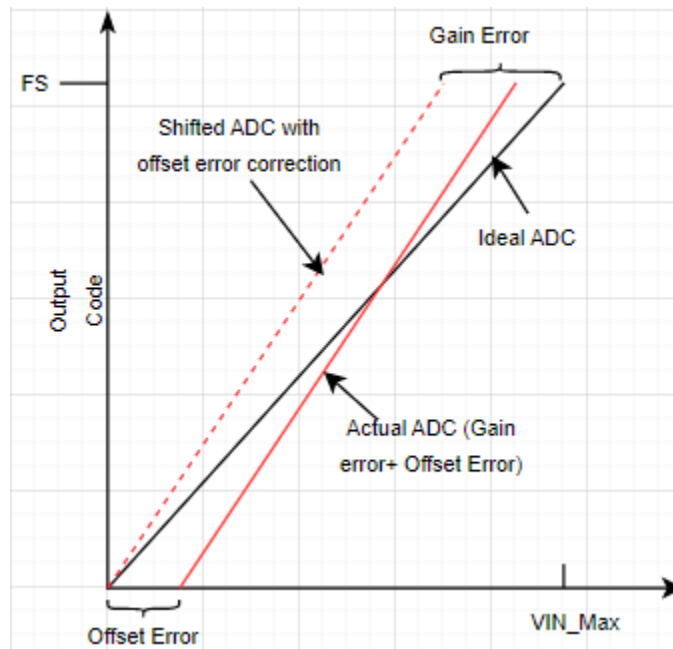 Gain Error
FS
Shifted ADC with
offset error correction
Ideal ADC
Output
Code
Actual ADC (Gain
error+ Offset Error)
VIN_Max
Offset Error